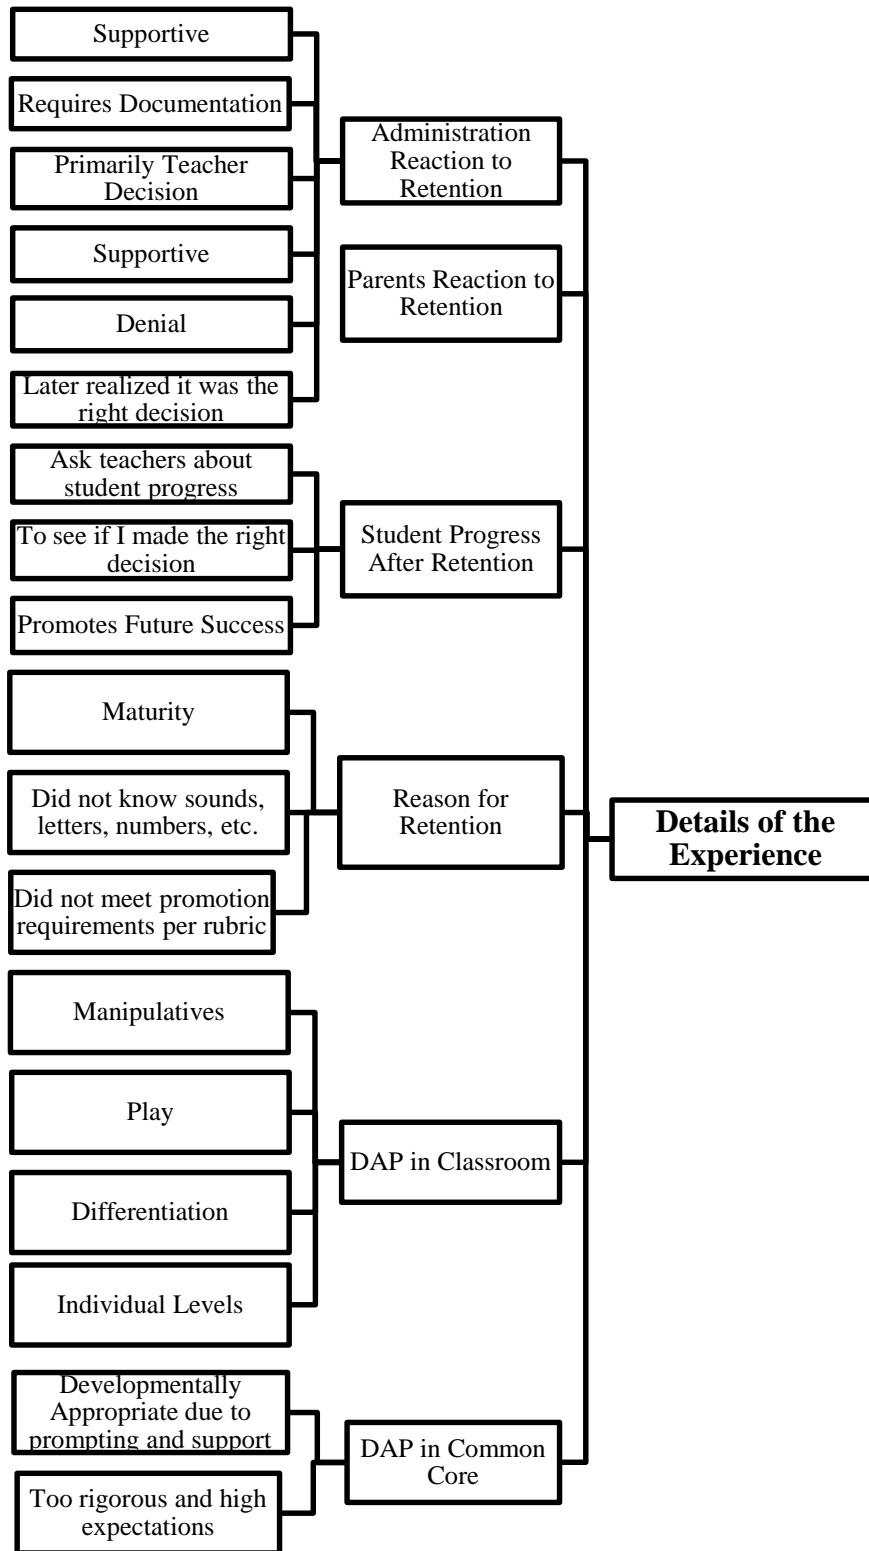 Supportive
Requires Documentation
Primarily Teacher
Decision
Supportive
Denial
Later realized it was the
right decision
Ask teachers about
student progress
To see if I made the right
decision
Promotes Future Success
Maturity
Did not know sounds,
letters, numbers, etc.
Did not meet promotion
requirements per rubric
Manipulatives
Play
Differentiation
Individual Levels
Developmentally
Appropriate due to
prompting and support
Too rigorous and high
expectations
Administration
Reaction to
Retention
Parents Reaction to
Retention
Student Progress
After Retention
Reason for
Retention
DAP in Classroom
DAP in Common
Core
Details of the
Experience